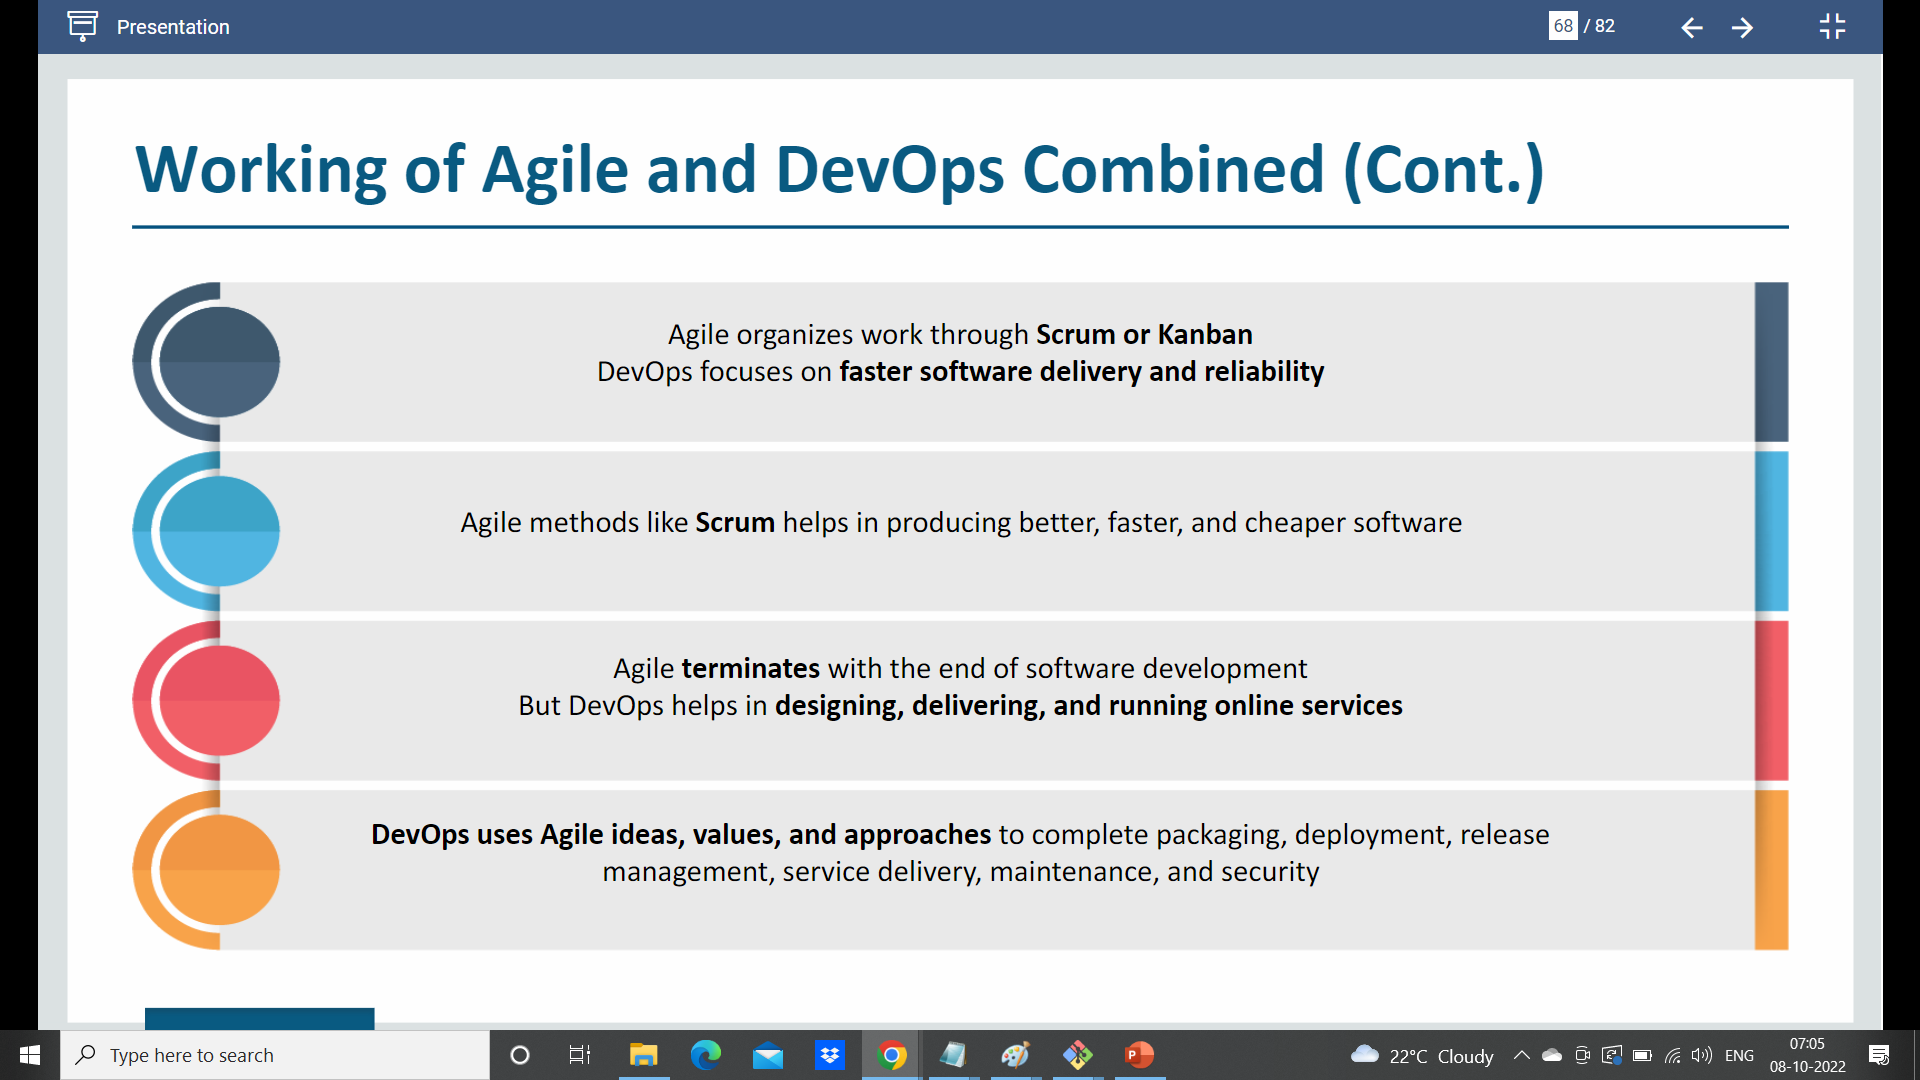 Presentation
68 / 82
Working of Agile and DevOps Combined (Cont.)
Agile organizes work through Scrum or Kanban
DevOps focuses on faster software delivery and reliability
Agile methods like Scrum helps in producing better, faster, and cheaper software
Agile terminates with the end of software development
But DevOps helps in designing, delivering, and running online services
DevOps uses Agile ideas, values, and approaches to complete packaging, deployment, release
management, service delivery, maintenance, and security
Type here to search
P
22°C Cloudy
ENG
07:05
08-10-2022